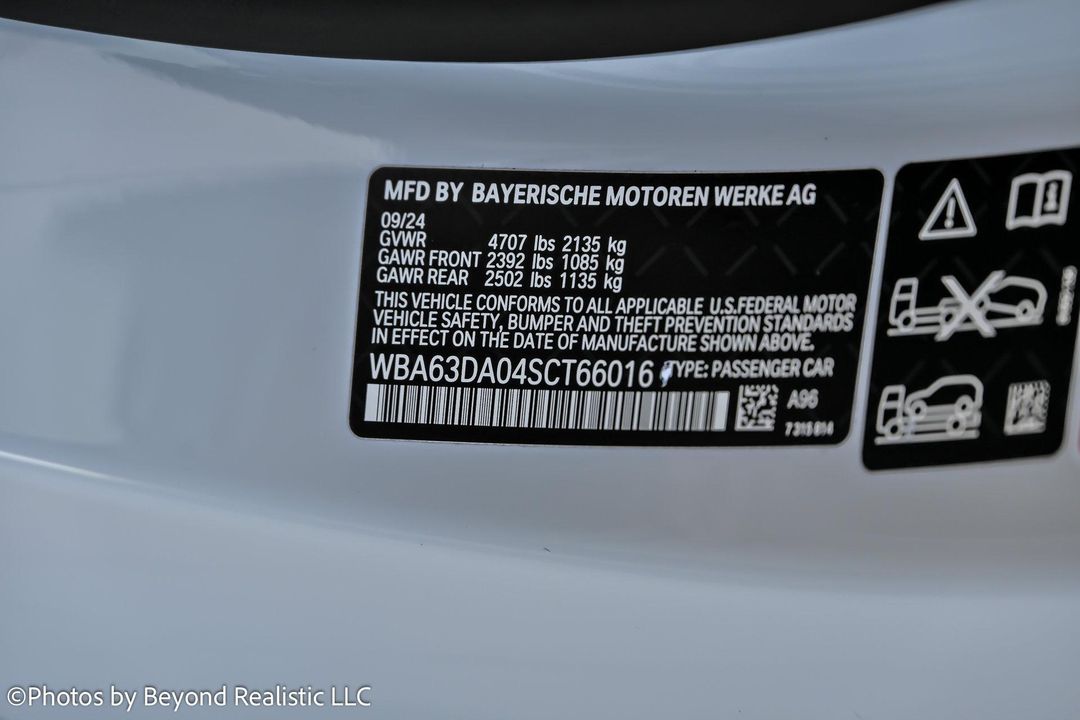 MFD BY BAYERISCHE MOTOREN WERKE AG
09/24
GVWR 4707 lbs 2135 kg
GAWR FRONT 2392 lbs 1085 kg
GAWR REAR 2502 lbs 1135 kg
THIS VEHICLE CONFORMS TO ALL APPLICABLE U.S.FEDERAL MOTOR
VEHICLE SAFETY, BUMPER AND THEFT PREVENTION STANDARDS
IN EFFECT ON THE DATE OF MANUFACTURE SHOWN ABOVE.
WBA63DA04SCT66016 TYPE: PASSENGER CAR
A96
©Photos by Beyond Realistic LLC